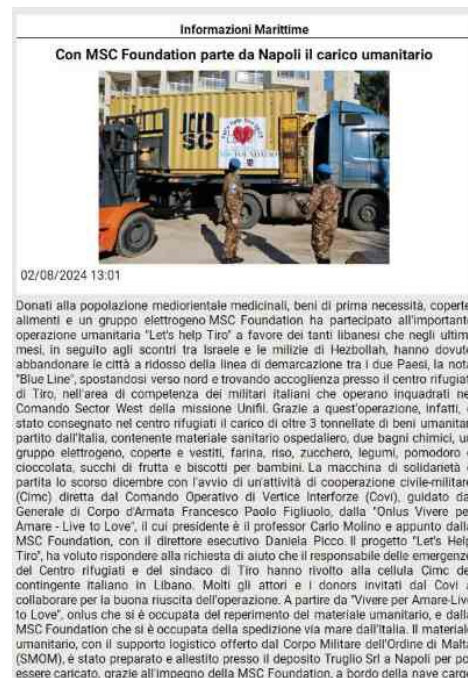 Informazioni Marittime
Con MSC Foundation parte da Napoli il carico umanitario
MSC
02/08/2024 13:01
Donati alla popolazione mediorientale medicinali, beni di prima necessità, coperte
alimenti e un gruppo elettrogeno MSC Foundation ha partecipato all'importante
operazione umanitaria "Let's help Tiro" a favore dei tanti libanesi che negli ultim
mesi, in seguito agli scontri tra Israele e le milizie di Hezbollah, hanno dovuto
abbandonare le città a ridosso della linea di demarcazione tra i due Paesi, la nota
"Blue Line", spostandosi verso nord e trovando accoglienza presso il centro rifugiat
di Tiro, nell'area di competenza dei militari italiani che operano inquadrati ne
Comando Sector West della missione Unifil. Grazie a quest'operazione, infatti,
stato consegnato nel centro rifugiati il carico di oltre 3 tonnellate di beni umanitar
partito dall'Italia, contenente materiale sanitario ospedaliero, due bagni chimici, u
gruppo elettrogeno, coperte e vestiti, farina, riso, zucchero, legumi, pomodoro
cioccolata, succhi di frutta e biscotti per bambini. La macchina di solidarietà
partita lo scorso dicembre con l'avvio di un'attività di cooperazione civile-militare
(Cimc) diretta dal Comando Operativo di Vertice Interforze (Covi), guidato da
Generale di Corpo d'Armata Francesco Paolo Figliuolo, dalla "Onlus Vivere pe
Amare - Live to Love", il cui presidente è il professor Carlo Molino e appunto dalla
MSC Foundation, con il direttore esecutivo Daniela Picco. Il progetto "Let's Help
Tiro", ha voluto rispondere alla richiesta di aiuto che il responsabile delle emergenze
del Centro rifugiati e del sindaco di Tiro hanno rivolto alla cellula Cimc de
contingente italiano in Libano. Molti gli attori e i donors invitati dal Covi
collaborare per la buona riuscita dell'operazione. A partire da "Vivere per Amare-Live
to Love", onlus che si è occupata del reperimento del materiale umanitario, e dalla
MSC Foundation che si è occupata della spedizione via mare dall'Italia. Il materiale
umanitario, con il supporto logistico offerto dal Corpo Militare dell'Ordine di Malta
(SMOM), è stato preparato e allestito presso il deposito Truglio Srl a Napoli per po
essere caricato, grazie all'impegno della MSC Foundation, a bordo della nave cargo